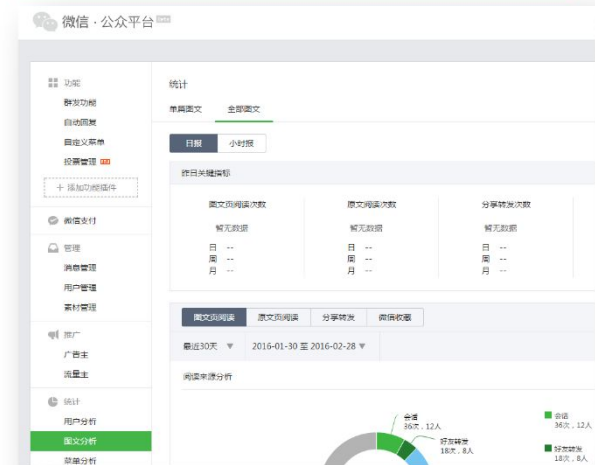 微信·公众平台
功能
群发功能
自动回复
自定义菜单
投票管理
+ 添加功能插件
微信支付
管理
消息管理
用户管理
素材管理
推广
广告主
流量主
统计
用户分析
图文分析
菜单分析
统计
单篇图文 全部图文
日报 小时报
昨日关键指标
图文页阅读次数 原文页阅读次数 分享转发次数
暂无数据 暂无数据 暂无数据
日 -- 日 -- 日 --
周 -- 周 -- 周 --
月 -- 月 -- 月 --
图文页阅读 原文页阅读 分享转发 微信收藏
最近30天 ▼ 2016-01-30 至 2016-02-28 ▼
阅读来源分析
会话
36次 , 12人
好友转发
18次 , 8人
会话
36次 , 12人
好友转发
18次 , 8人